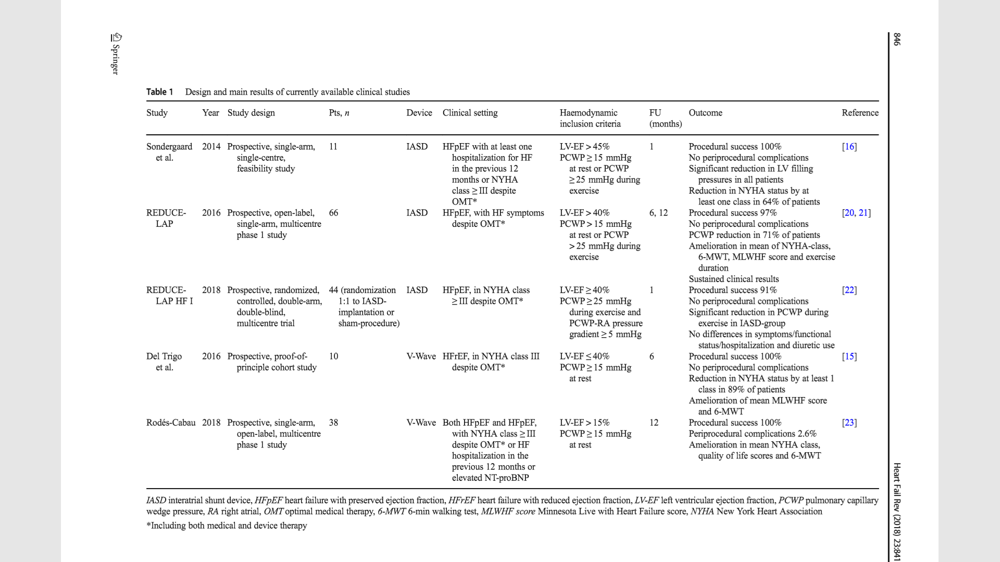 Springer
846
Table 1 Design and main results of currently available clinical studies
Study Year Study design Pts, n Device Clinical setting Haemodynamic inclusion criteria FU (months) Outcome Reference
Sondergaard 2014 Prospective, single-arm, 11 IASD HFpEF with at least one LV-EF > 45% 1 Procedural success 100% [16]
et al. single-centre, hospitalization for HF PCWP ≥ 15 mmHg No periprocedural complications
feasibility study in the previous 12 at rest or PCWP Significant reduction in LV filling
months or NYHA ≥ 25 mmHg during pressures in all patients
class ≥ III despite exercise Reduction in NYHA status by at
OMT* least one class in 64% of patients
REDUCE- 2016 Prospective, open-label, 66 IASD HFpEF, with HF symptoms LV-EF > 40% 6, 12 Procedural success 97% [20, 21]
LAP single-arm, multicentre despite OMT* PCWP > 15 mmHg No periprocedural complications
phase 1 study at rest or PCWP PCWP reduction in 71% of patients
> 25 mmHg during Amelioration in mean of NYHA-class,
exercise 6-MWT, MLWHF score and exercise
duration
Sustained clinical results
REDUCE- 2018 Prospective, randomized, 44 (randomization IASD HFpEF, in NYHA class LV-EF ≥ 40% 1 Procedural success 91% [22]
LAP HF I controlled, double-arm, 1:1 to IASD- ≥ III despite OMT* PCWP ≥ 25 mmHg No periprocedural complications
double-blind, implantation or during exercise and Significant reduction in PCWP during
multicentre trial sham-procedure) PCWP-RA pressure exercise in IASD-group
gradient ≥ 5 mmHg No differences in symptoms/functional
status/hospitalization and diuretic use
Del Trigo 2016 Prospective, proof-of- 10 V-Wave HFrEF, in NYHA class III LV-EF ≤ 40% 6 Procedural success 100% [15]
et al. principle cohort study despite OMT* PCWP ≥ 15 mmHg No periprocedural complications
at rest Reduction in NYHA status by at least 1
class in 89% of patients
Amelioration of mean MLWHF score
and 6-MWT
Rodés-Cabau 2018 Prospective, single-arm, 38 V-Wave Both HFpEF and HFpEF, LV-EF > 15% 12 Procedural success 100% [23]
open-label, multicentre with NYHA class ≥ III PCWP ≥ 15 mmHg Periprocedural complications 2.6%
phase 1 study despite OMT* or HF at rest Amelioration in mean NYHA class,
hospitalization in the quality of life scores and 6-MWT
previous 12 months or
elevated NT-proBNP
IASD interatrial shunt device, HFpEF heart failure with preserved ejection fraction, HFrEF heart failure with reduced ejection fraction, LV-EF left ventricular ejection fraction, PCWP pulmonary capillary
wedge pressure, RA right atrial, OMT optimal medical therapy, 6-MWT 6-min walking test, MLWHF score Minnesota Live with Heart Failure score, NYHA New York Heart Association
*Including both medical and device therapy
Heart Fail Rev (2018) 23:841